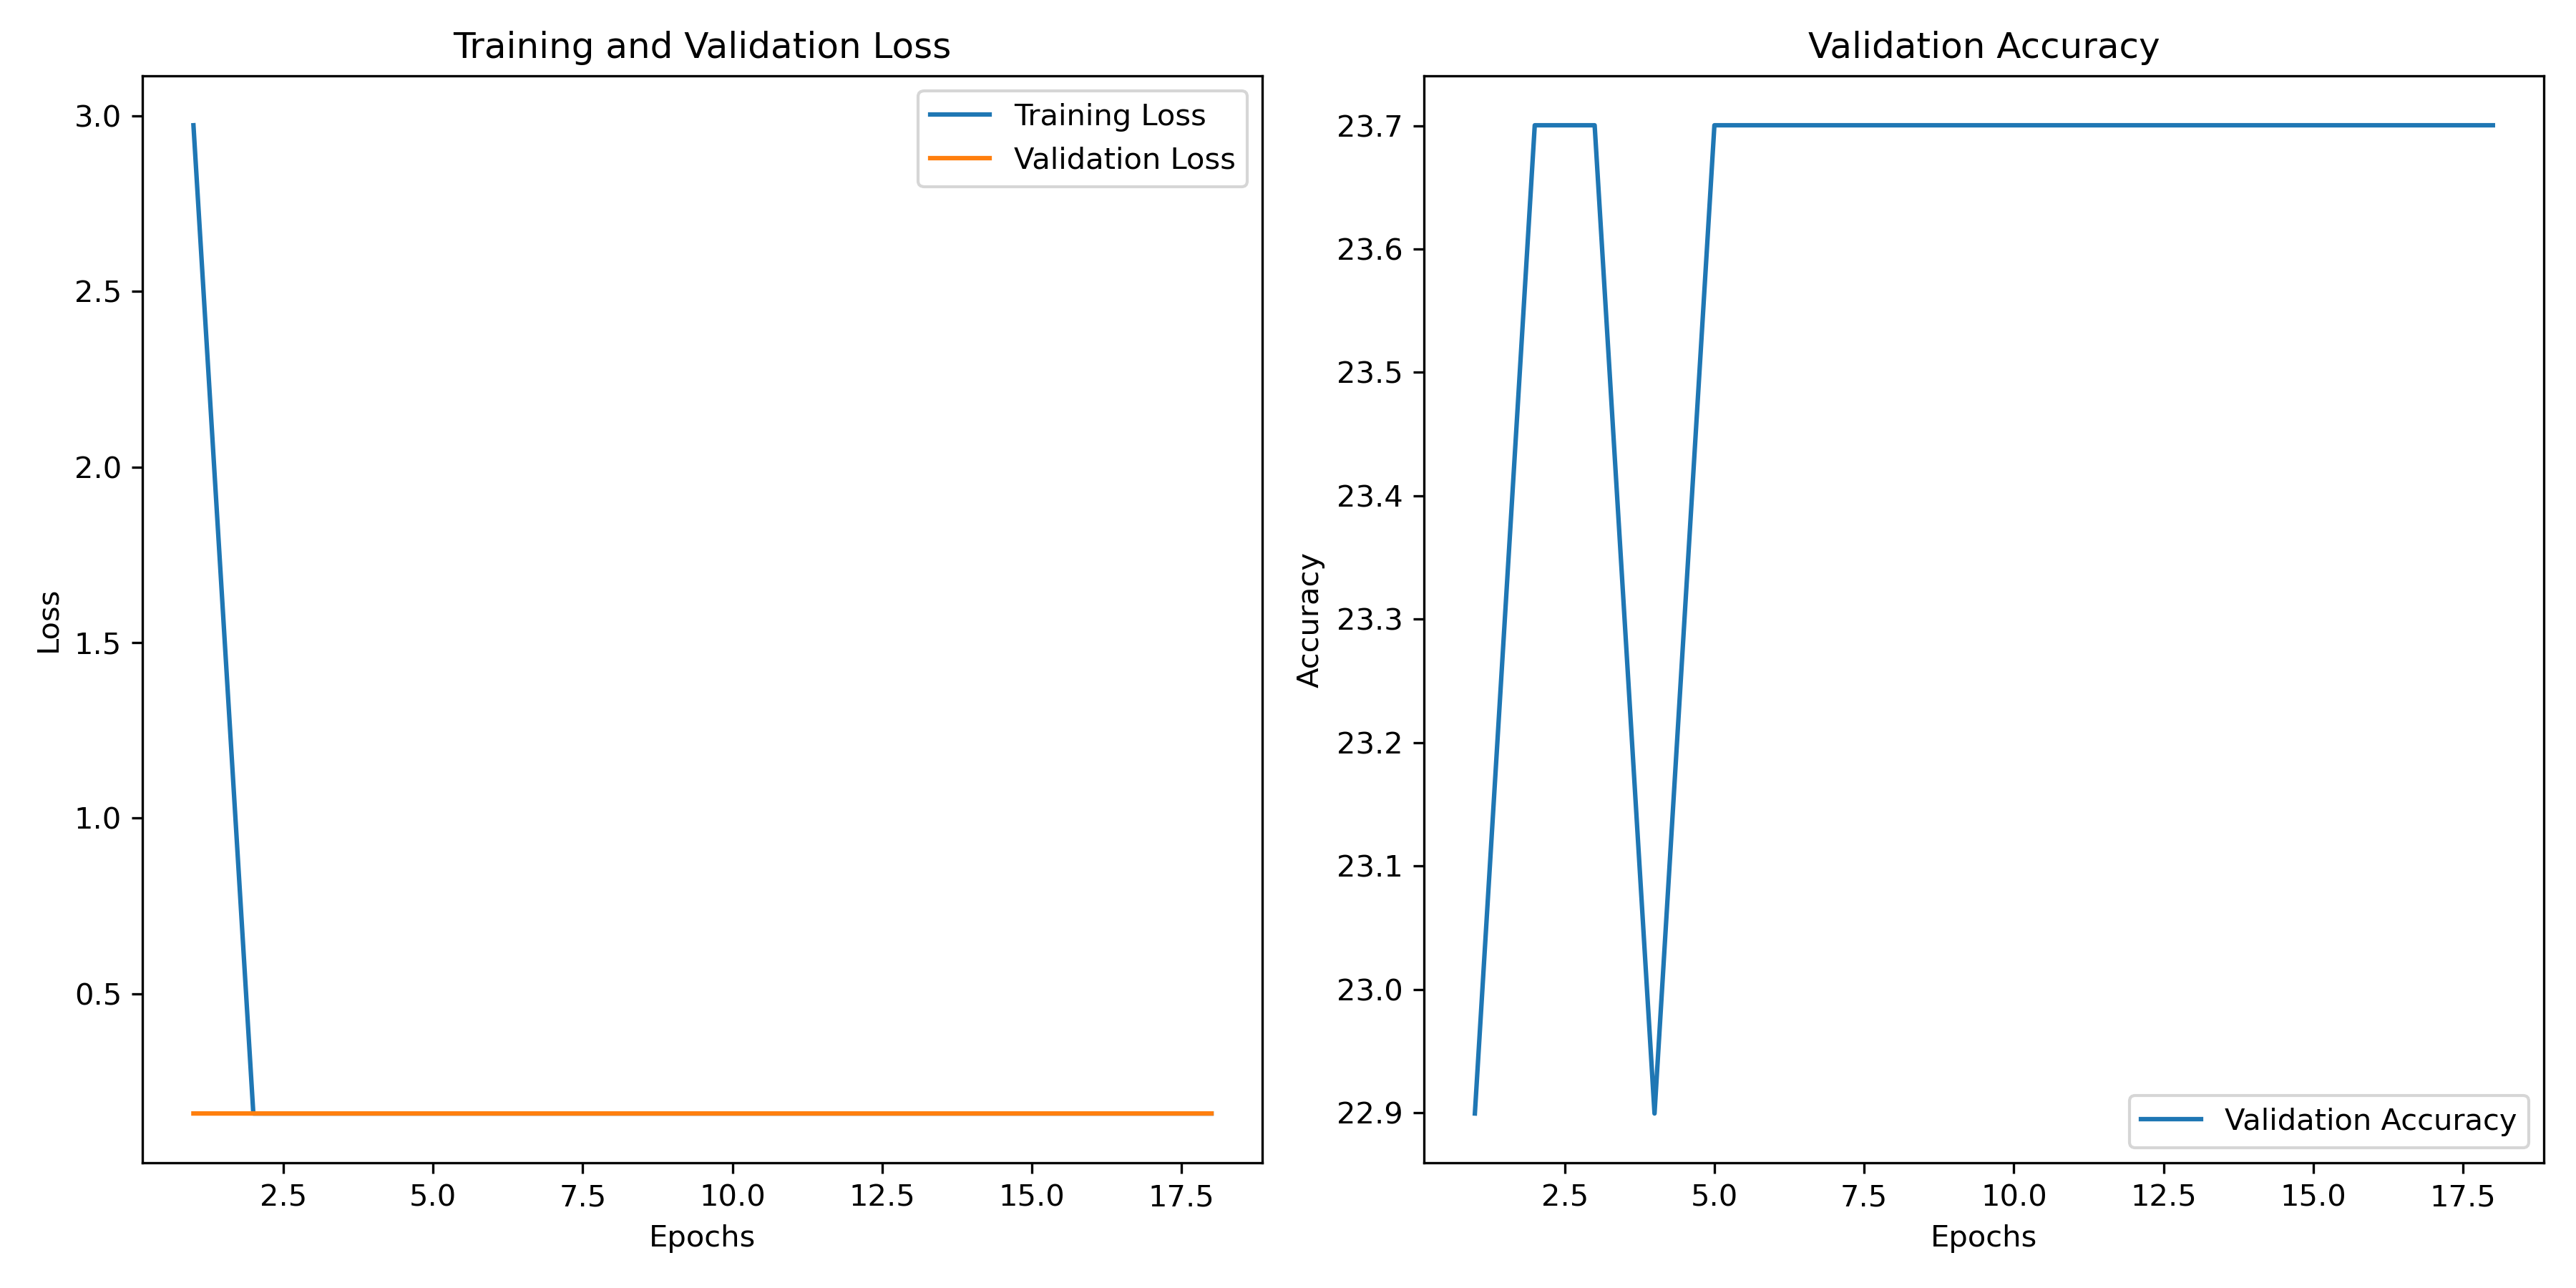 Training and Validation Loss
3.0
2.5
2.0
1.5
1.0
0.5
Loss
Training Loss
Validation Loss
2.5 5.0 7.5 10.0 12.5 15.0 17.5
Epochs
Validation Accuracy
23.7
23.6
23.5
23.4
23.3
23.2
23.1
23.0
22.9
Accuracy
Validation Accuracy
2.5 5.0 7.5 10.0 12.5 15.0 17.5
Epochs